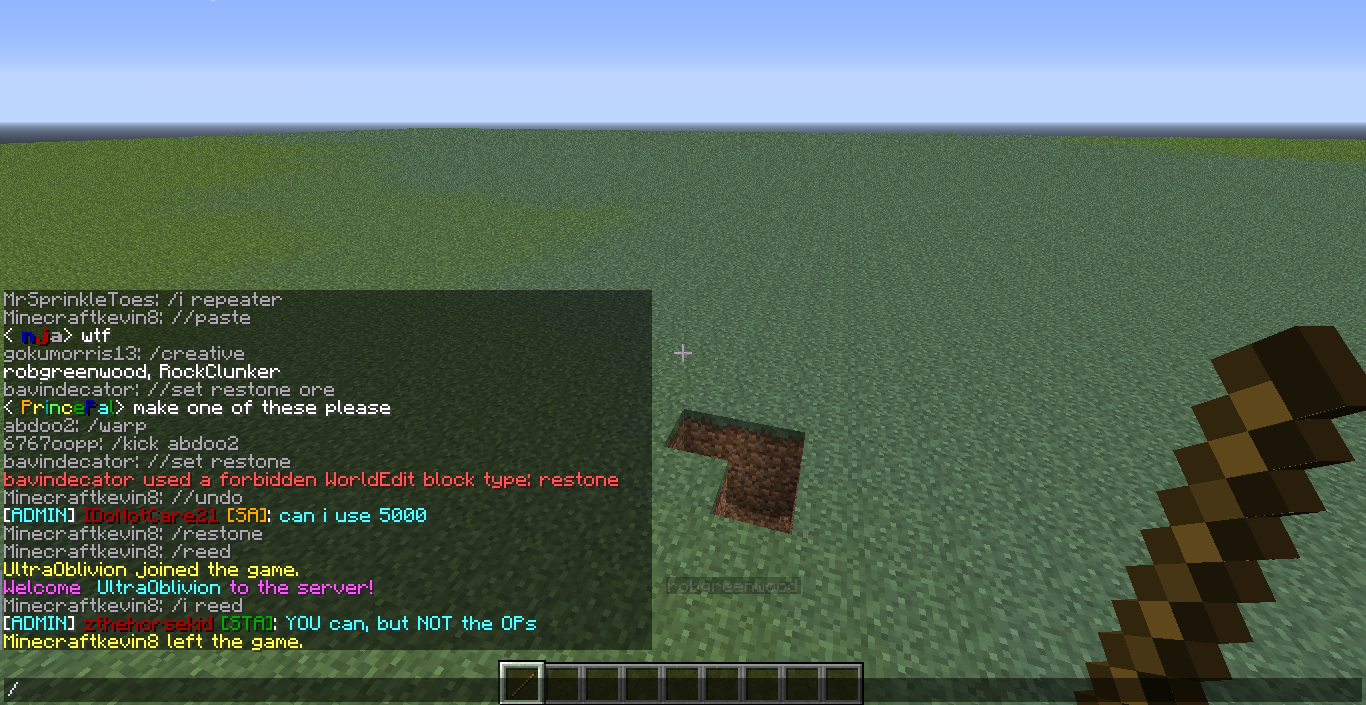 MrSprinkleToes: /i repeater
Minecraftkevin8: //paste
< nja> wtf
gokumorris13: /creative
robgreenwood, RockClunker
bavindecator: //set restone ore
< PrincePal> make one of these please
abdoo2: /warp
6767oopp: /kick abdoo2
bavindecator: //set restone
bavindecator used a forbidden WorldEdit block type: restone
Minecraftkevin8: //undo
[ADMIN] IDoNotCare21 [SA]: can i use 5000
Minecraftkevin8: /restone
Minecraftkevin8: /reed
UltraOblivion joined the game.
Welcome  UltraOblivion to the server!
Minecraftkevin8: /i reed
[ADMIN] zthehorsekid [STA]: YOU can, but NOT the OPs
Minecraftkevin8 left the game.
robgreenwood
/